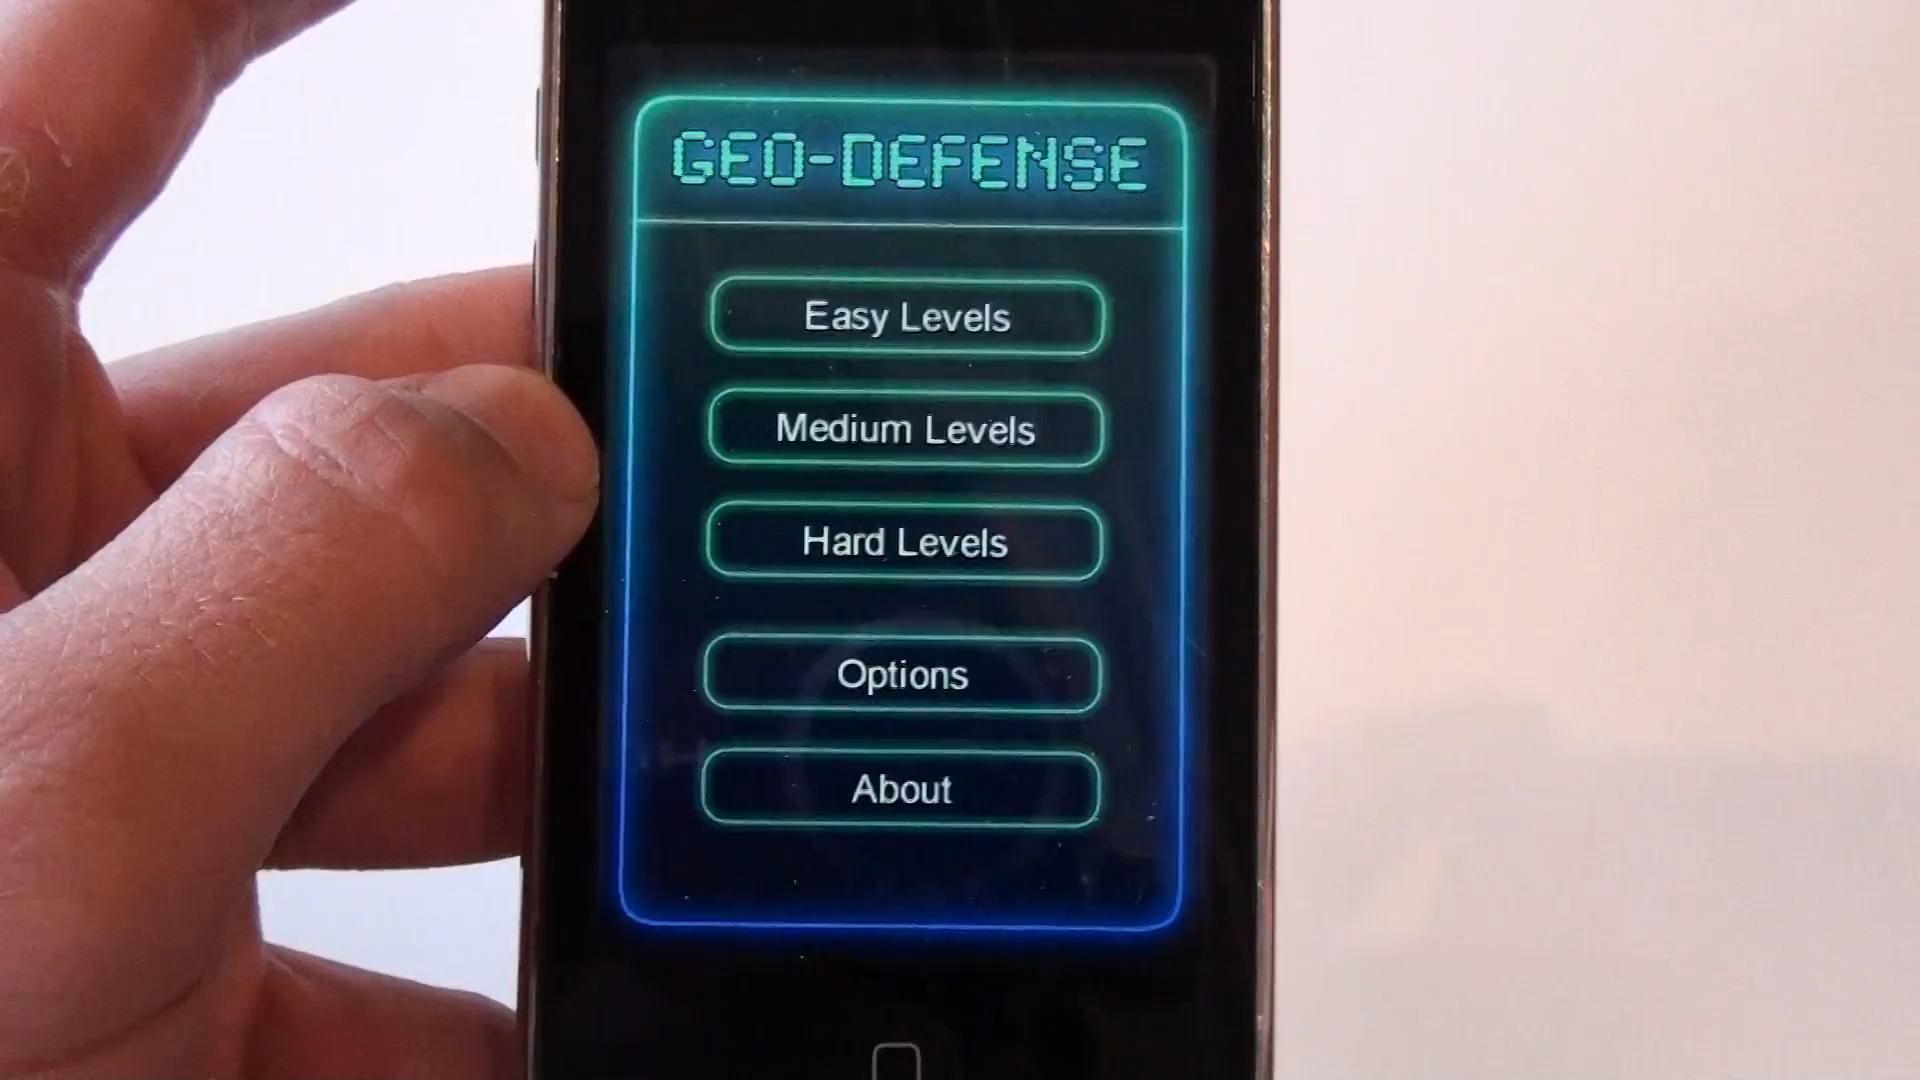 GEO-DEFENSE
Easy Levels
Medium Levels
Hard Levels
Options
About